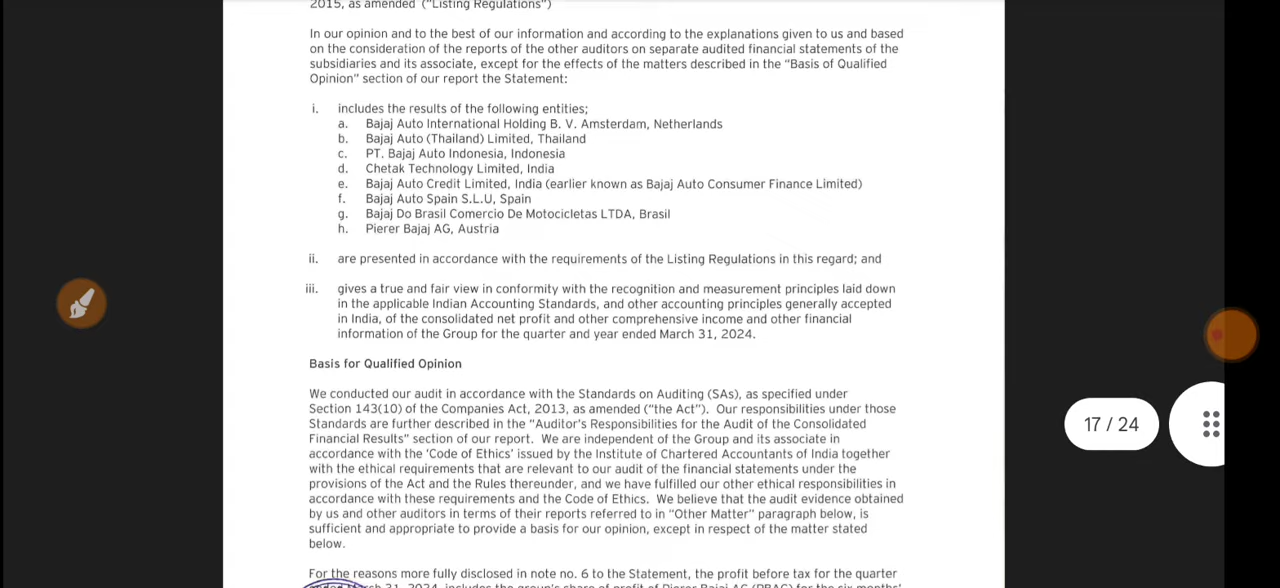 2015, as amended ("Listing Regulations")
In our opinion and to the best of our information and according to the explanations given to us and based
on the consideration of the reports of the other auditors on separate audited financial statements of the
subsidiaries and its associate, except for the effects of the matters described in the "Basis of Qualified
Opinion" section of our report the Statement:
i. includes the results of the following entities;
a. Bajaj Auto International Holding B. V. Amsterdam, Netherlands
b. Bajaj Auto (Thailand) Limited, Thailand
c. PT. Bajaj Auto Indonesia, Indonesia
d. Chetak Technology Limited, India
e. Bajaj Auto Credit Limited, India (earlier known as Bajaj Auto Consumer Finance Limited)
f. Bajaj Auto Spain S.L.U, Spain
g. Bajaj Do Brasil Comercio De Motocicletas LTDA, Brasil
h. Pierer Bajaj AG, Austria
ii. are presented in accordance with the requirements of the Listing Regulations in this regard; and
iii. gives a true and fair view in conformity with the recognition and measurement principles laid down
in the applicable Indian Accounting Standards, and other accounting principles generally accepted
in India, of the consolidated net profit and other comprehensive income and other financial
information of the Group for the quarter and year ended March 31, 2024.
Basis for Qualified Opinion
We conducted our audit in accordance with the Standards on Auditing (SAs), as specified under
Section 143(10) of the Companies Act, 2013, as amended ("the Act"). Our responsibilities under those
Standards are further described in the "Auditor's Responsibilities for the Audit of the Consolidated
Financial Results" section of our report. We are independent of the Group and its associate in
accordance with the 'Code of Ethics' issued by the Institute of Chartered Accountants of India together
with the ethical requirements that are relevant to our audit of the financial statements under the
provisions of the Act and the Rules thereunder, and we have fulfilled our other ethical responsibilities in
accordance with these requirements and the Code of Ethics. We believe that the audit evidence obtained
by us and other auditors in terms of their reports referred to in "Other Matter" paragraph below, is
sufficient and appropriate to provide a basis for our opinion, except in respect of the matter stated
below.
For the reasons more fully disclosed in note no. 6 to the Statement, the profit before tax for the quarter
31, 2024, includes the group's share of profit of Pierer Bajaj AG (PBAG) for the six months'
17 / 24